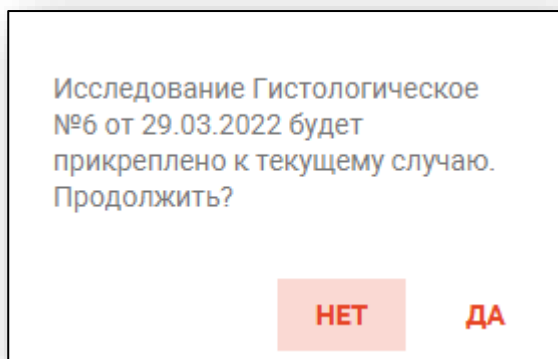 Исследование Гистологическое
№6 от 29.03.2022 будет
прикреплено к текущему случаю.
Продолжить?
НЕТ ДА